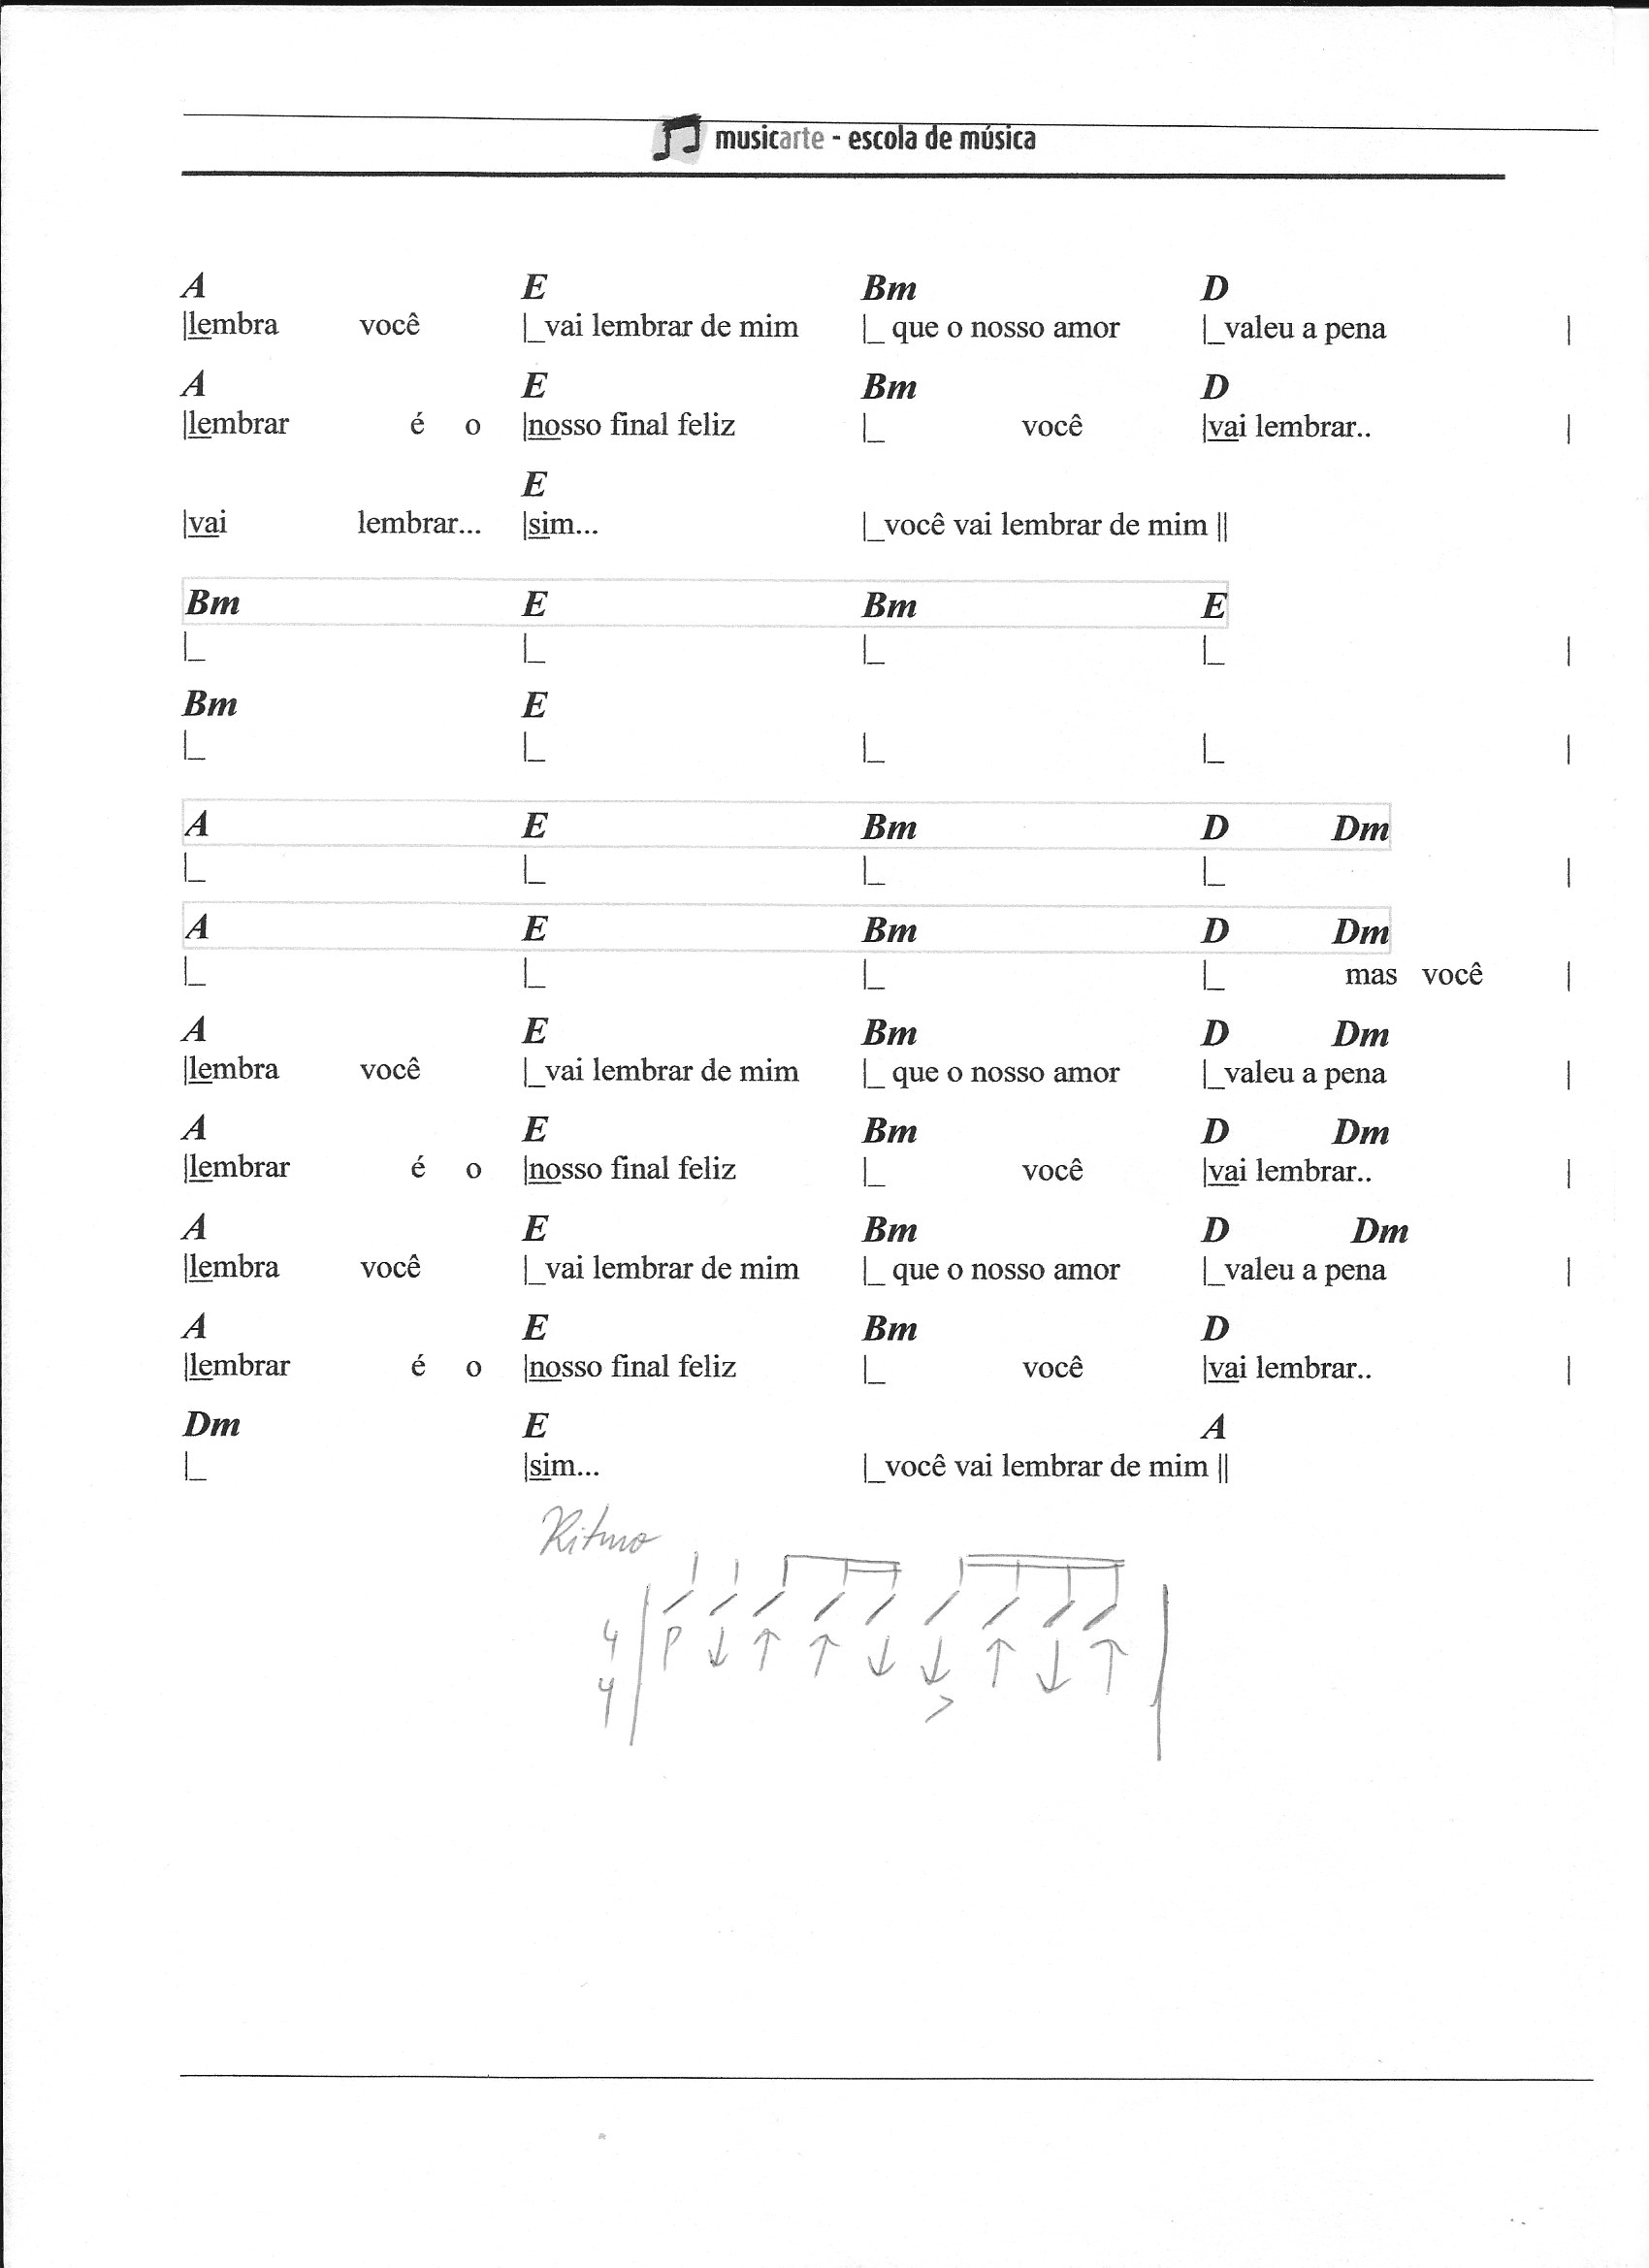 musicarte - escola de música
A E Bm D
|lembra você |_vai lembrar de mim |_ que o nosso amor |_valeu a pena |
A E Bm D
|lembrar é o |nosso final feliz |_ você |vai lembrar.. |
E
|vai lembrar... |sim... |_você vai lembrar de mim ||
Bm E Bm E
|_ |_ |_ |_ |
Bm E
|_ |_ |_ |_ |
A E Bm D Dm
|_ |_ |_ |_ |
A E Bm D Dm
|_ |_ |_ |_ mas você |
A E Bm D Dm
|lembra você |_vai lembrar de mim |_ que o nosso amor |_valeu a pena |
A E Bm D Dm
|lembrar é o |nosso final feliz |_ você |vai lembrar.. |
A E Bm D Dm
|lembra você |_vai lembrar de mim |_ que o nosso amor |_valeu a pena |
A E Bm D
|lembrar é o |nosso final feliz |_ você |vai lembrar.. |
Dm E A
|_ |sim... |_você vai lembrar de mim ||
Ritmo
4 P ↓ ↑ ↑ ↓ ↓ ↑ ↓ ↑
4 >